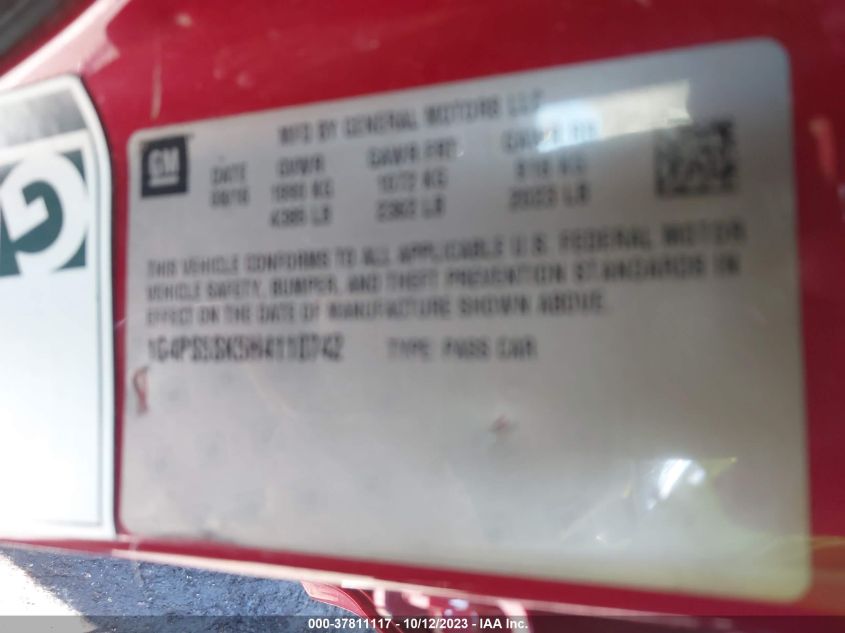 GM
MFD BY GENERAL MOTORS LLC
DATE GVWR GAWR FRT GAWR RR
09/16 KG 1072 KG 918 KG
LB 2363 LB 2023 LB
THIS VEHICLE CONFORMS TO ALL APPLICABLE U.S. FEDERAL MOTOR
VEHICLE SAFETY, BUMPER, AND THEFT PREVENTION STANDARDS IN
EFFECT ON THE DATE OF MANUFACTURE SHOWN ABOVE.
TYPE: PASS CAR
G
000-37811117 - 10/12/2023 - IAA, Inc.